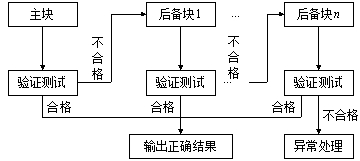 主块
后备块1
...
后备块n
不合格
不合格
验证测试
验证测试
...
验证测试
合格
合格
合格
不合格
输出正确结果
异常处理